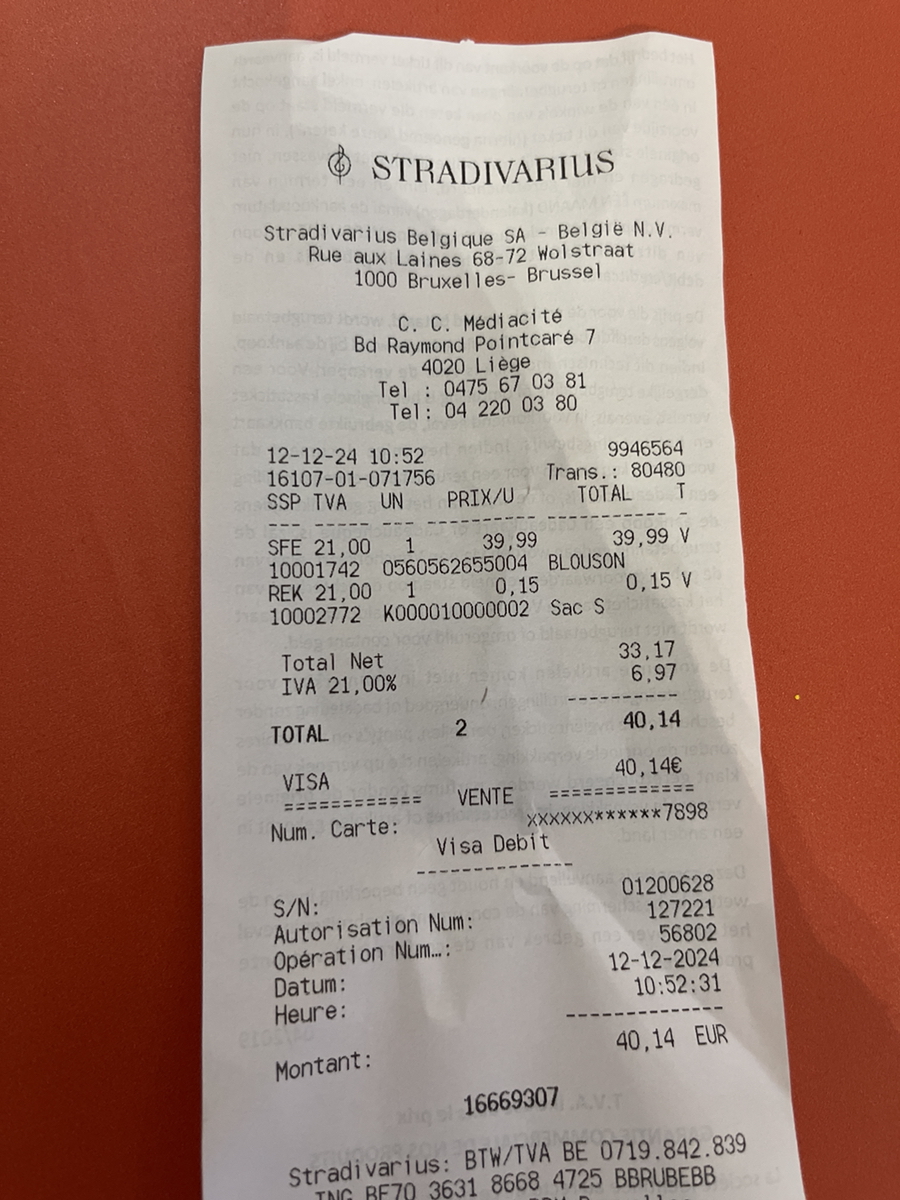 STRADIVARIUS
Stradivarius Belgique SA - België N.V.
Rue aux Laines 68-72 Wolstraat
1000 Bruxelles- Brussel
C. C. Médiacité
Bd Raymond Pointcaré 7
4020 Liège
Tel : 0475 67 03 81
Tel: 04 220 03 80
12-12-24 10:52 9946564
16107-01-071756 Trans.: 80480
SSP TVA UN PRIX/U TOTAL T
--- ----- --- ----------- ------------ -
SFE 21,00 1 39,99 39,99 V
10001742 0560562655004 BLOUSON
REK 21,00 1 0,15 0,15 V
10002772 K000010000002 Sac S
Total Net 33,17
IVA 21,00% 6,97
----------
TOTAL 2 40,14
VISA 40,14€
============ VENTE ============
Num. Carte: xxxxxx******7898
Visa Debit
-------------
S/N: 01200628
Autorisation Num: 127221
Opération Num…: 56802
Datum: 12-12-2024
Heure: 10:52:31
-------------
Montant: 40,14 EUR
16669307
Stradivarius: BTW/TVA BE 0719.842.839
ING BE70 3631 8668 4725 BBRUBEBB